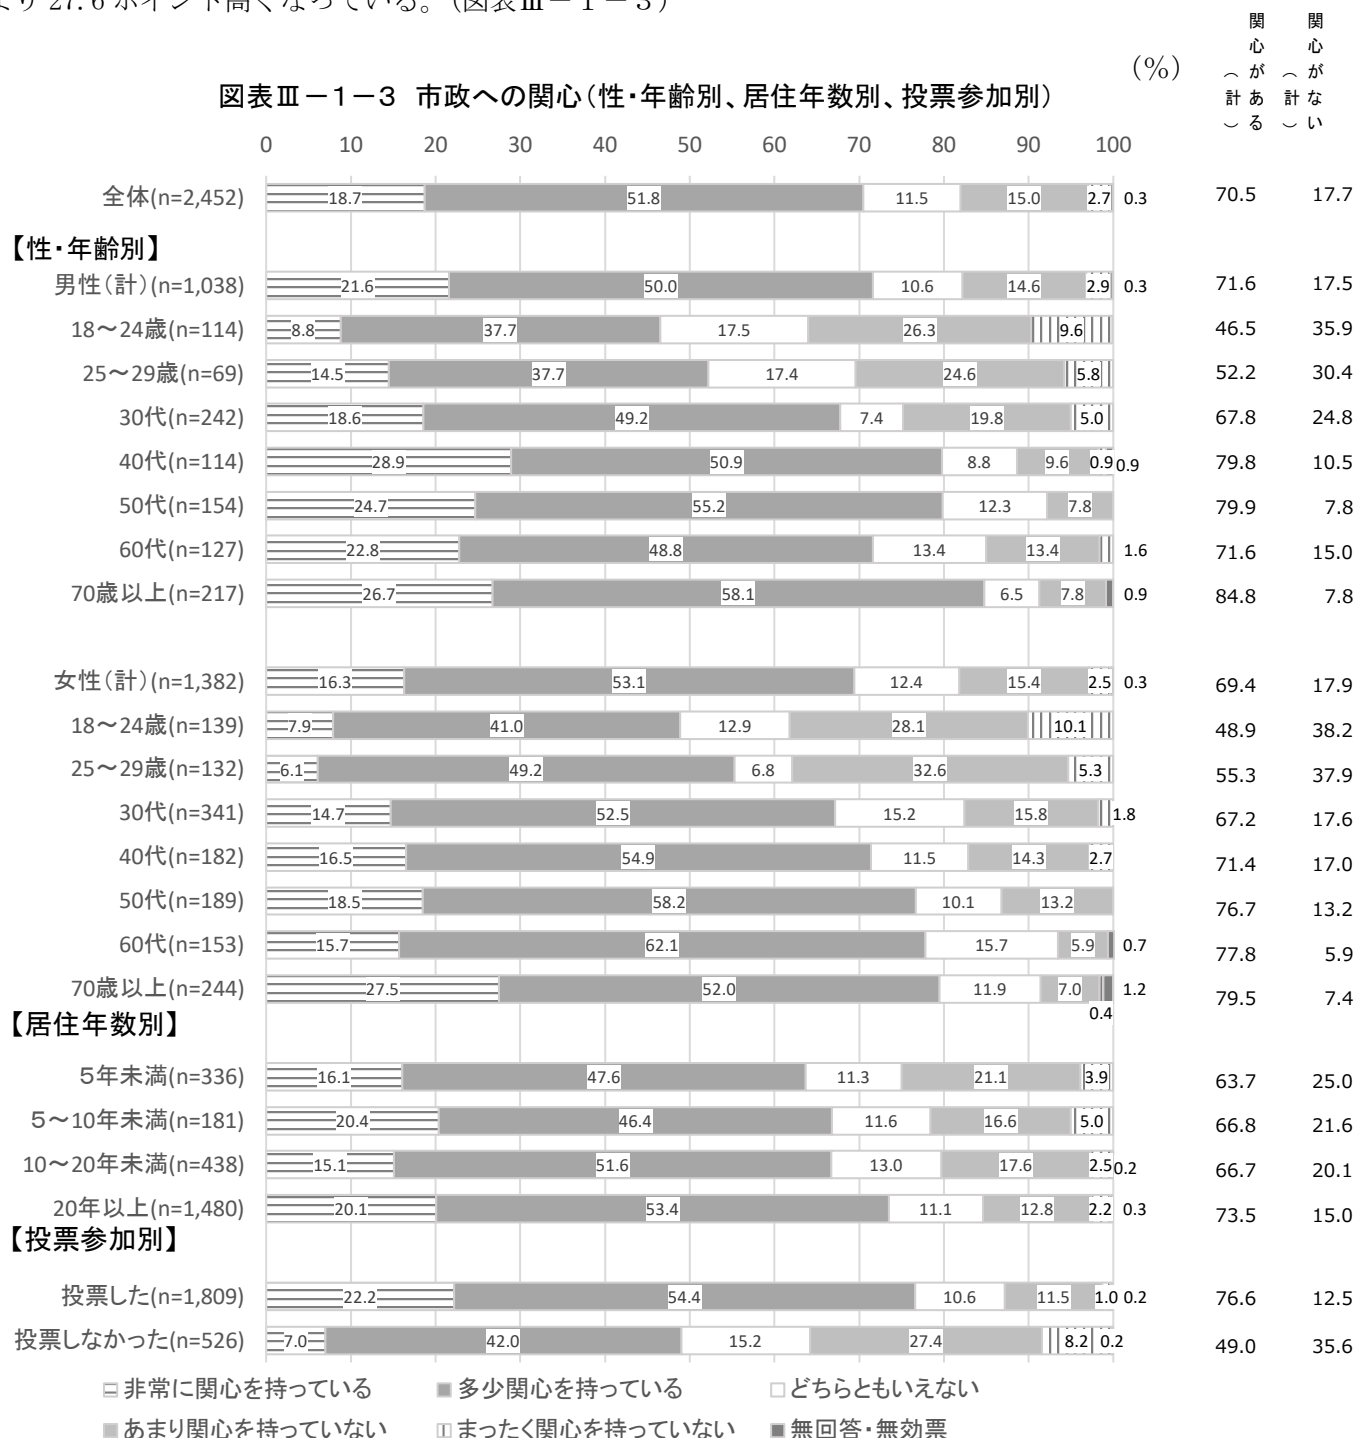 より 27.6 ポイント高くなっている。(図表Ⅲ－１－３)
(%)
関心がある（計）
関心がない（計）
図表Ⅲ－1－3　市政への関心（性・年齢別、居住年数別、投票参加別）
0 10 20 30 40 50 60 70 80 90 100
全体(n=2,452) 18.7 51.8 11.5 15.0 2.7 0.3 70.5 17.7
【性・年齢別】
男性（計）(n=1,038) 21.6 50.0 10.6 14.6 2.9 0.3 71.6 17.5
18～24歳(n=114) 8.8 37.7 17.5 26.3 9.6 46.5 35.9
25～29歳(n=69) 14.5 37.7 17.4 24.6 5.8 52.2 30.4
30代(n=242) 18.6 49.2 7.4 19.8 5.0 67.8 24.8
40代(n=114) 28.9 50.9 8.8 9.6 0.9 0.9 79.8 10.5
50代(n=154) 24.7 55.2 12.3 7.8 79.9 7.8
60代(n=127) 22.8 48.8 13.4 13.4 1.6 71.6 15.0
70歳以上(n=217) 26.7 58.1 6.5 7.8 0.9 84.8 7.8
女性（計）(n=1,382) 16.3 53.1 12.4 15.4 2.5 0.3 69.4 17.9
18～24歳(n=139) 7.9 41.0 12.9 28.1 10.1 48.9 38.2
25～29歳(n=132) 6.1 49.2 6.8 32.6 5.3 55.3 37.9
30代(n=341) 14.7 52.5 15.2 15.8 1.8 67.2 17.6
40代(n=182) 16.5 54.9 11.5 14.3 2.7 71.4 17.0
50代(n=189) 18.5 58.2 10.1 13.2 76.7 13.2
60代(n=153) 15.7 62.1 15.7 5.9 0.7 77.8 5.9
70歳以上(n=244) 27.5 52.0 11.9 7.0 0.4 1.2 79.5 7.4
【居住年数別】
５年未満(n=336) 16.1 47.6 11.3 21.1 3.9 63.7 25.0
５～10年未満(n=181) 20.4 46.4 11.6 16.6 5.0 66.8 21.6
10～20年未満(n=438) 15.1 51.6 13.0 17.6 2.5 0.2 66.7 20.1
20年以上(n=1,480) 20.1 53.4 11.1 12.8 2.2 0.3 73.5 15.0
【投票参加別】
投票した(n=1,809) 22.2 54.4 10.6 11.5 1.0 0.2 76.6 12.5
投票しなかった(n=526) 7.0 42.0 15.2 27.4 8.2 0.2 49.0 35.6
非常に関心を持っている 多少関心を持っている どちらともいえない
あまり関心を持っていない まったく関心を持っていない 無回答・無効票